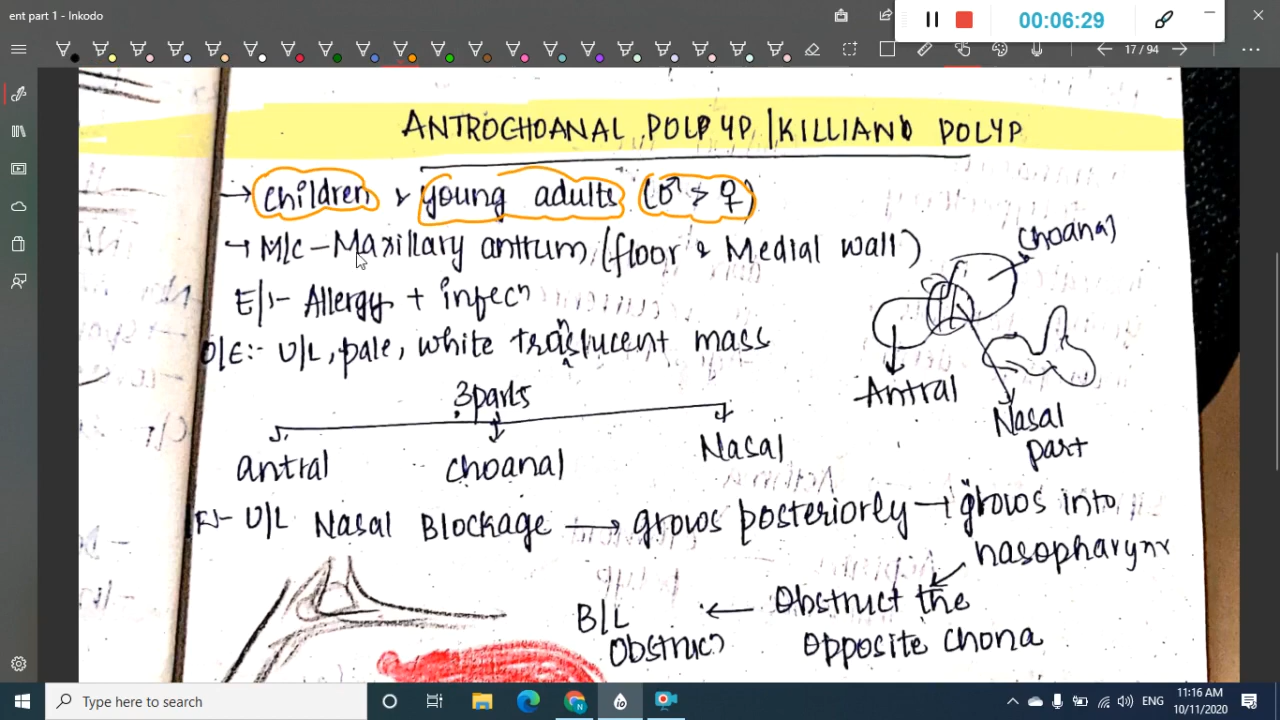 ent part 1 - Inkodo
00:06:29
17 / 94
ANTROCHOANAL POLPYP/KILLIAN POLYP
→ Children & young adults (♂ > ♀)
→ M/c - Maxillary antrum (floor & Medial wall)
Choanal
E/:- Allergy + infecn
O/E:- U/L, pale, white translucent mass
Antral
3 parts
Nasal part
antral choanal Nasal
U/L Nasal Blockage → grows posteriorly → grows into
nasopharynx
Obstruct the
opposite chona
B/L
Obstrucn
Type here to search
ENG
11:16 AM
10/11/2020